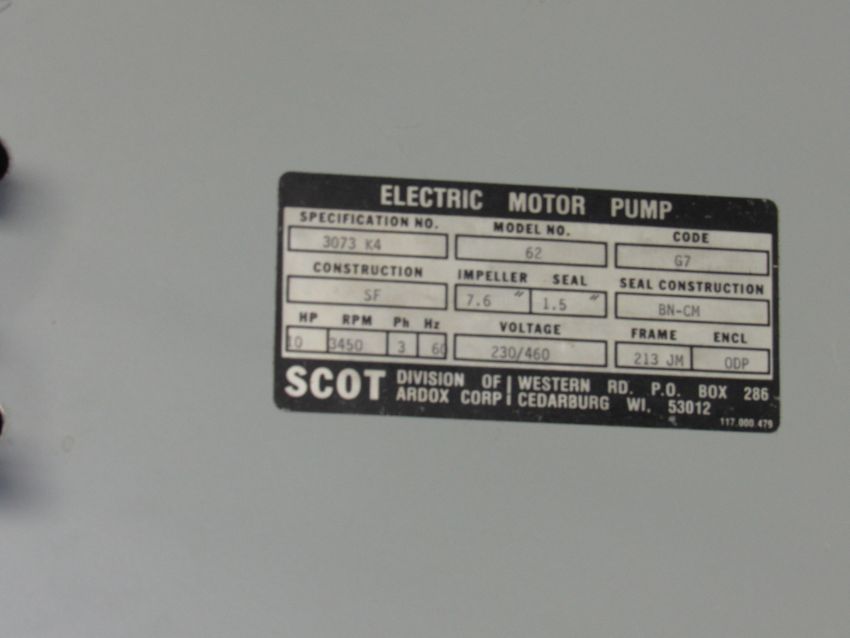 ELECTRIC MOTOR PUMP
SPECIFICATION NO. MODEL NO. CODE
3073 K4 62 G7
CONSTRUCTION IMPELLER SEAL SEAL CONSTRUCTION
SF 7.6 " 1.5 " BN-CM
HP RPM Ph Hz VOLTAGE FRAME ENCL
10 3450 3 60 230/460 213 JM ODP
SCOT DIVISION OF WESTERN RD. P.O. BOX 286
ARDOX CORP CEDARBURG WI. 53012
117.000.479